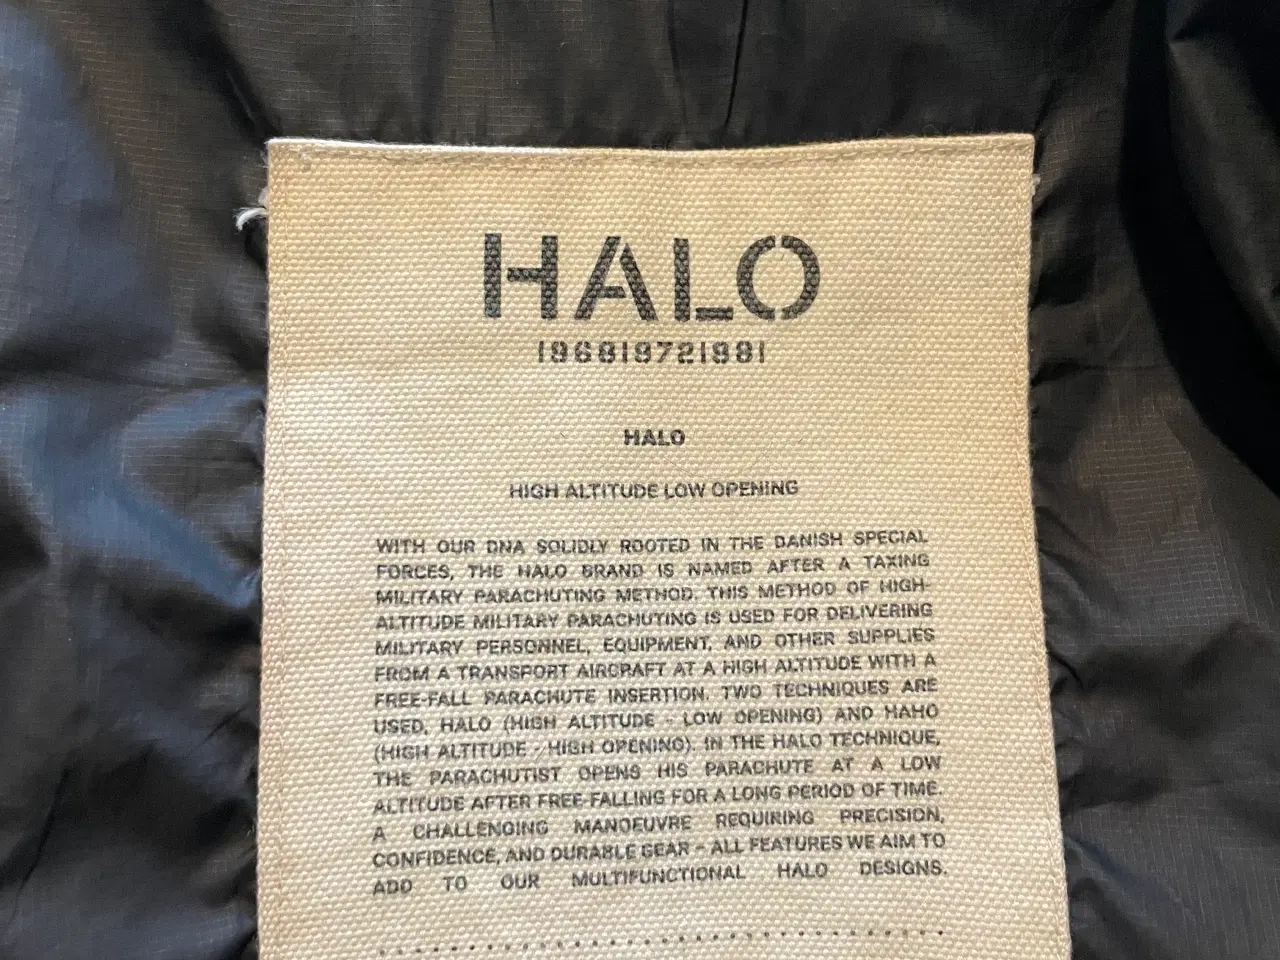 HALO
196819721981
HALO
HIGH ALTITUDE LOW OPENING
WITH OUR DNA SOLIDLY ROOTED IN THE DANISH SPECIAL
FORCES, THE HALO BRAND IS NAMED AFTER A TAXING
MILITARY PARACHUTING METHOD. THIS METHOD OF HIGH-
ALTITUDE MILITARY PARACHUTING IS USED FOR DELIVERING
MILITARY PERSONNEL, EQUIPMENT, AND OTHER SUPPLIES
FROM A TRANSPORT AIRCRAFT AT A HIGH ALTITUDE WITH A
FREE-FALL PARACHUTE INSERTION. TWO TECHNIQUES ARE
USED, HALO (HIGH ALTITUDE - LOW OPENING) AND HAHO
(HIGH ALTITUDE - HIGH OPENING). IN THE HALO TECHNIQUE,
THE PARACHUTIST OPENS HIS PARACHUTE AT A LOW
ALTITUDE AFTER FREE-FALLING FOR A LONG PERIOD OF TIME.
A CHALLENGING MANOEUVRE REQUIRING PRECISION,
CONFIDENCE, AND DURABLE GEAR – ALL FEATURES WE AIM TO
ADD TO OUR MULTIFUNCTIONAL HALO DESIGNS.